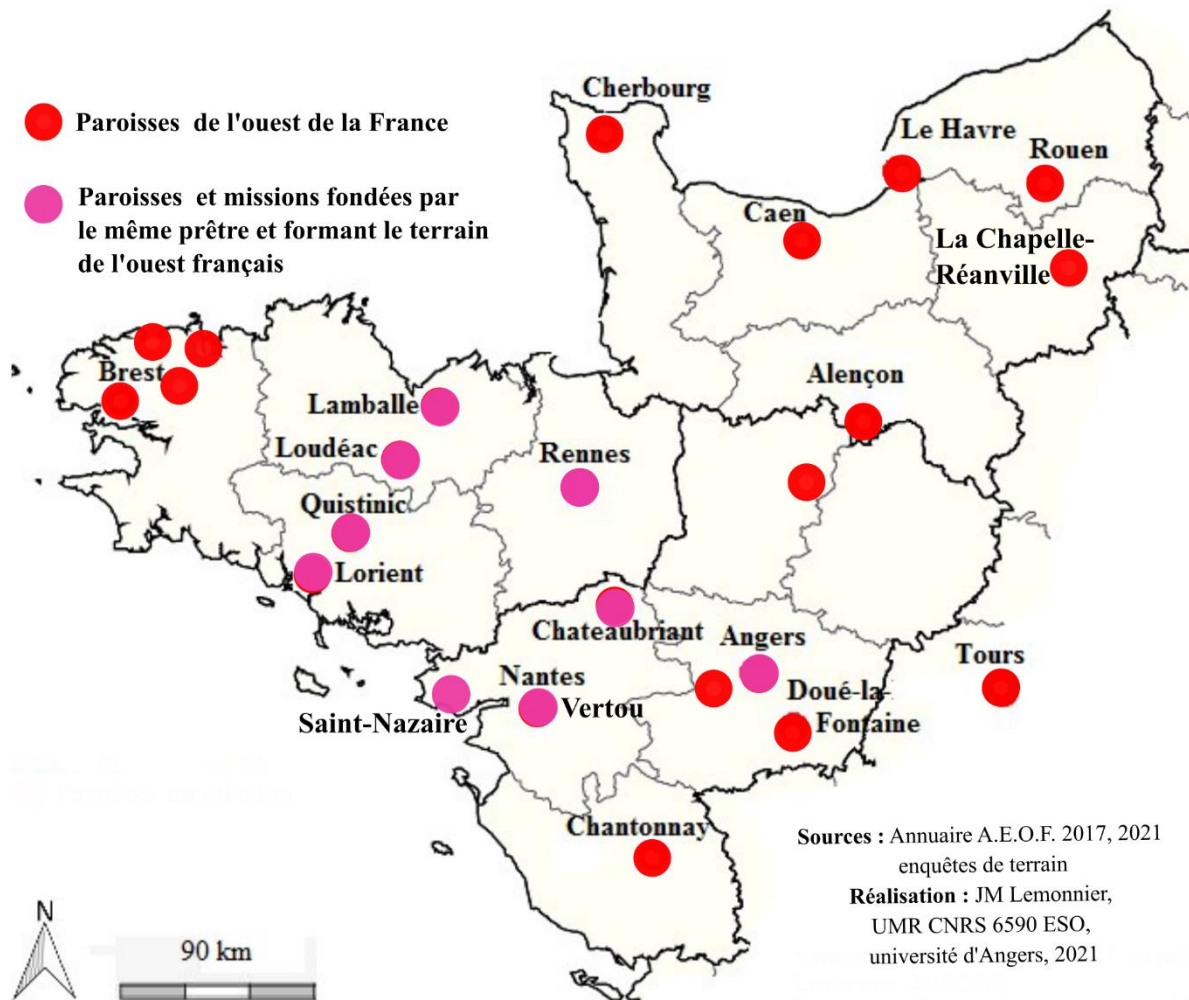 Paroisses de l'ouest de la France
Paroisses et missions fondées par
le même prêtre et formant le terrain
de l'ouest français
Cherbourg
Le Havre
Rouen
Caen
La Chapelle-
Réanville
Brest
Alençon
Lamballe
Loudéac
Rennes
Quistinic
Lorient
Chateaubriant
Angers
Tours
Nantes
Doué-la-
Fontaine
Saint-Nazaire
Vertou
Chantonnay
Sources : Annuaire A.E.O.F. 2017, 2021
enquêtes de terrain
Réalisation : JM Lemonnier,
UMR CNRS 6590 ESO,
université d'Angers, 2021
N
90 km